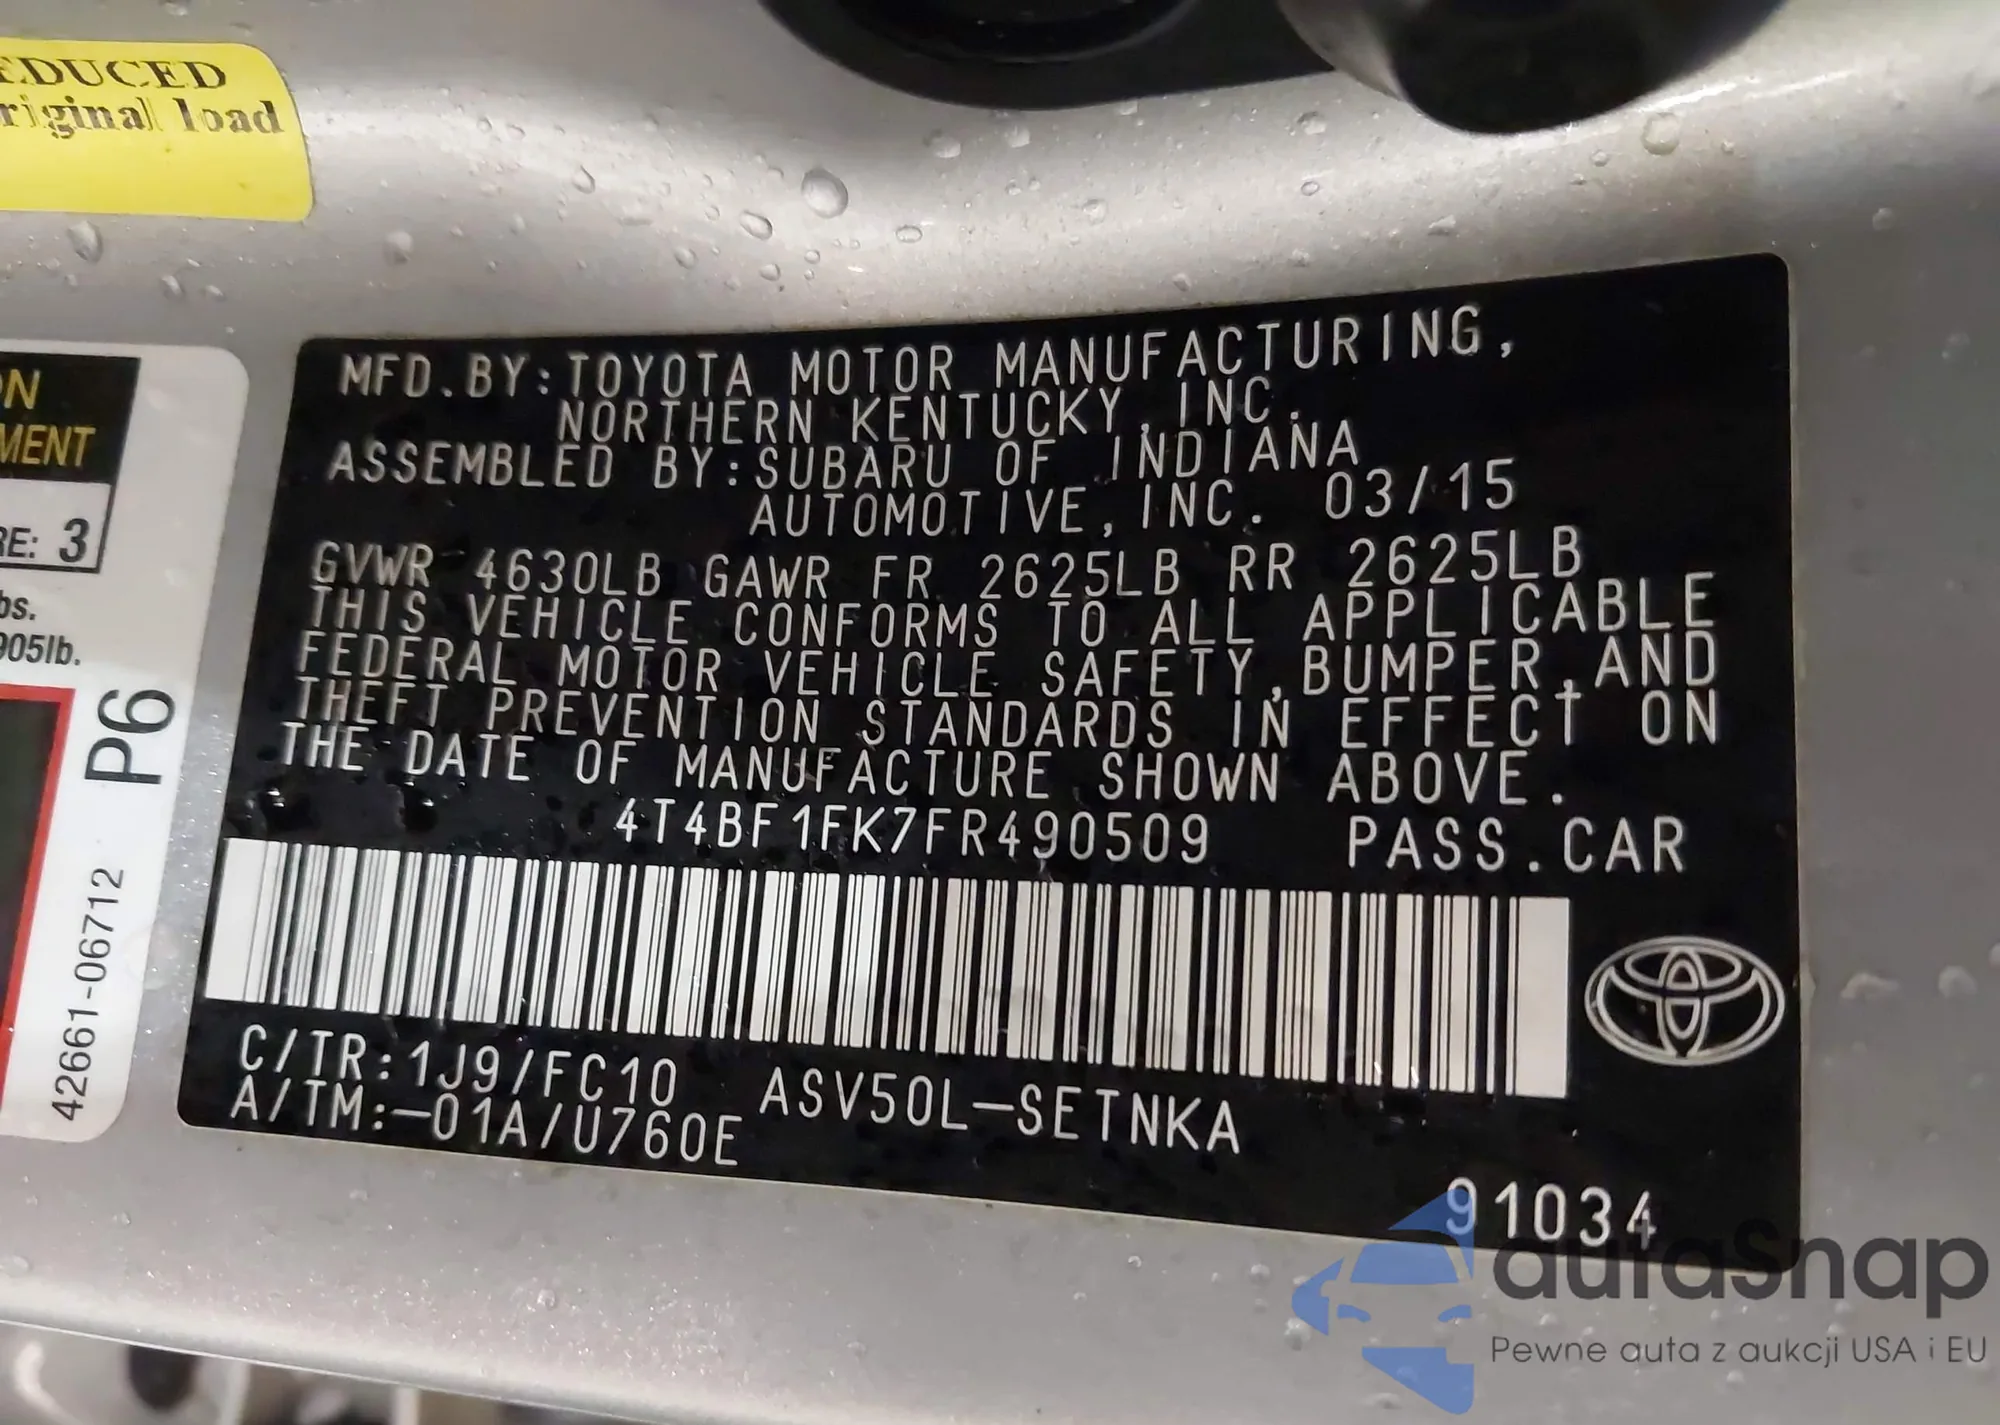 EDUCED
riginal load
ON
MENT
RE: 3
bs.
905lb.
P6
42661-06712
MFD.BY:TOYOTA MOTOR MANUFACTURING,
NORTHERN KENTUCKY,INC.
ASSEMBLED BY:SUBARU OF INDIANA
AUTOMOTIVE,INC. 03/15
GVWR 4630LB GAWR FR 2625LB RR 2625LB
THIS VEHICLE CONFORMS TO ALL APPLICABLE
FEDERAL MOTOR VEHICLE SAFETY,BUMPER,AND
THEFT PREVENTION STANDARDS IN EFFECT ON
THE DATE OF MANUFACTURE SHOWN ABOVE.
4T4BF1FK7FR490509 PASS.CAR
C/TR:1J9/FC10 ASV50L-SETNKA
A/TM:-01A/U760E
91034
autaSnap
Pewne auta z aukcji USA i EU